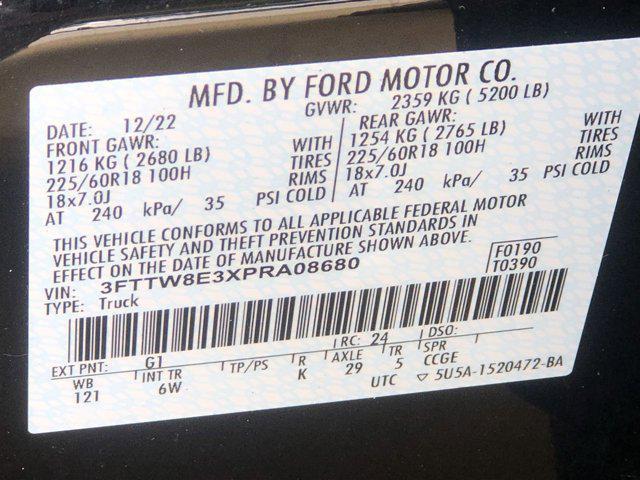 MFD. BY FORD MOTOR CO.
DATE: 12/22 GVWR: 2359 KG ( 5200 LB)
FRONT GAWR: REAR GAWR:
1216 KG ( 2680 LB) WITH 1254 KG ( 2765 LB) WITH
225/60R18 100H TIRES 225/60R18 100H TIRES
18x7.0J RIMS 18x7.0J RIMS
AT 240 kPa/ 35 PSI COLD AT 240 kPa/ 35 PSI COLD
THIS VEHICLE CONFORMS TO ALL APPLICABLE FEDERAL MOTOR
VEHICLE SAFETY AND THEFT PREVENTION STANDARDS IN
EFFECT ON THE DATE OF MANUFACTURE SHOWN ABOVE.
VIN: 3FTTW8E3XPRA08680 F0190
TYPE: Truck T0390
RC: 24 DSO:
EXT PNT: G1
WB INT TR TP/PS R AXLE TR SPR
121 6W K 29 5 CCGE
UTC 5U5A-1520472-BA